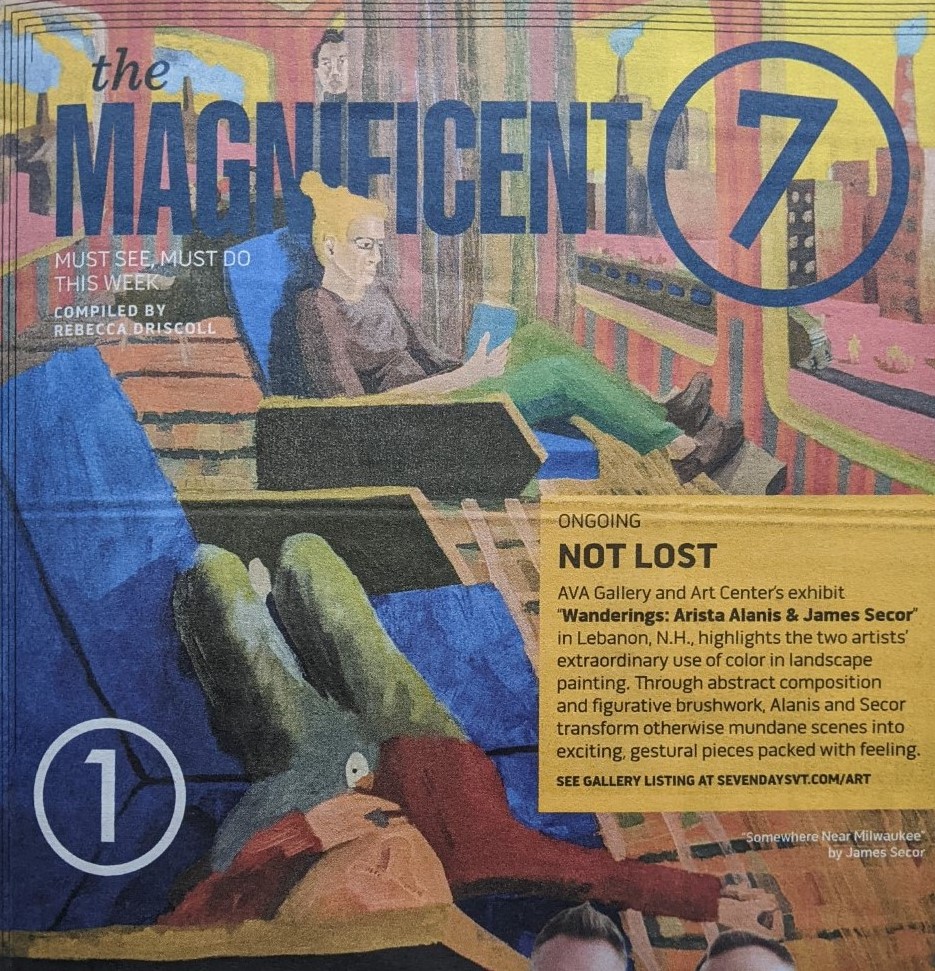 the
MAGNIFICENT 7
MUST SEE, MUST DO
THIS WEEK
COMPILED BY
REBECCA DRISCOLL
ONGOING
NOT LOST
AVA Gallery and Art Center's exhibit
"Wanderings: Arista Alanis & James Secor"
in Lebanon, N.H., highlights the two artists'
extraordinary use of color in landscape
painting. Through abstract composition
and figurative brushwork, Alanis and Secor
transform otherwise mundane scenes into
exciting, gestural pieces packed with feeling.
SEE GALLERY LISTING AT SEVENDAYSVT.COM/ART
1
"Somewhere Near Milwaukee"
by James Secor